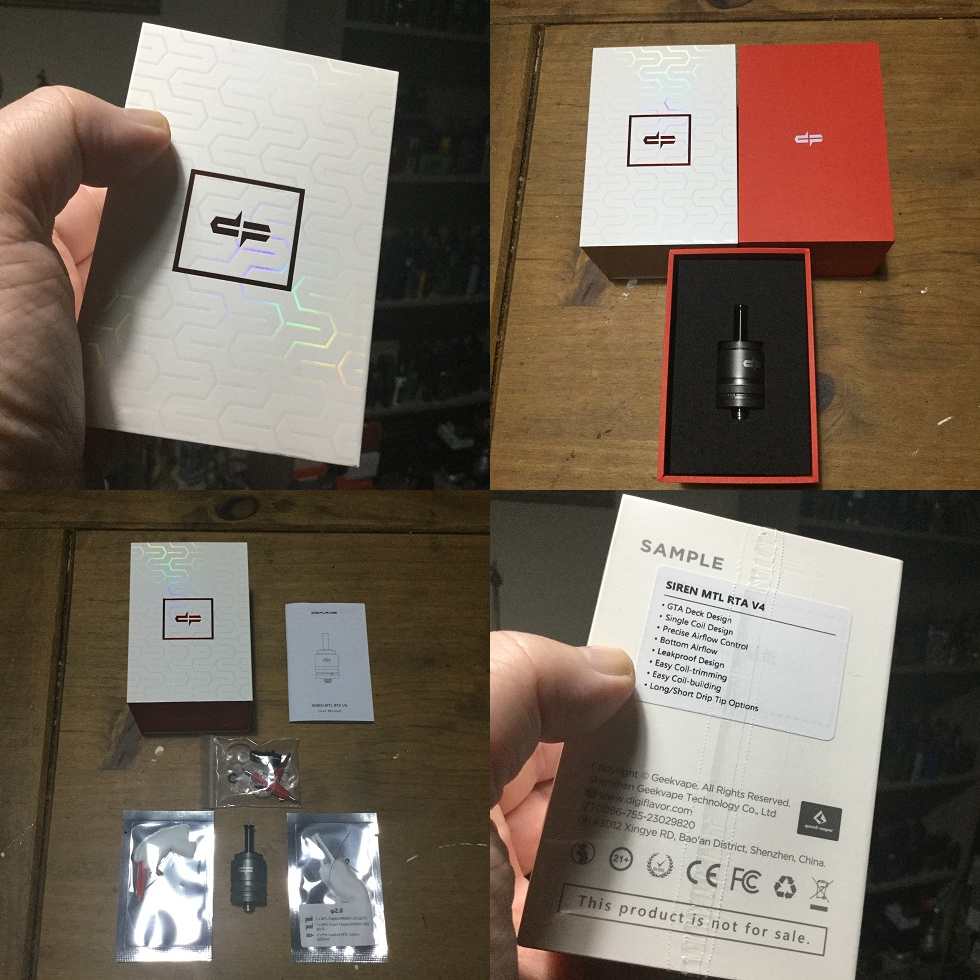 SIREN MTL RTA V4
User Manual
φ2.0
SAMPLE
SIREN MTL RTA V4
• GTA Deck Design
• Single Coil Design
• Precise Airflow Control
• Bottom Airflow
• Leakproof Design
• Easy Coil-trimming
• Easy Coil-building
• Long/Short Drip Tip Options
Copyright © Geekvape. All Rights Reserved.
Shenzhen Geekvape Technology Co., Ltd
www.digiflavor.com
0086-755-23029820
#3012 Xingye RD, Bao'an District, Shenzhen, China.
21+
CE FC
This product is not for sale.